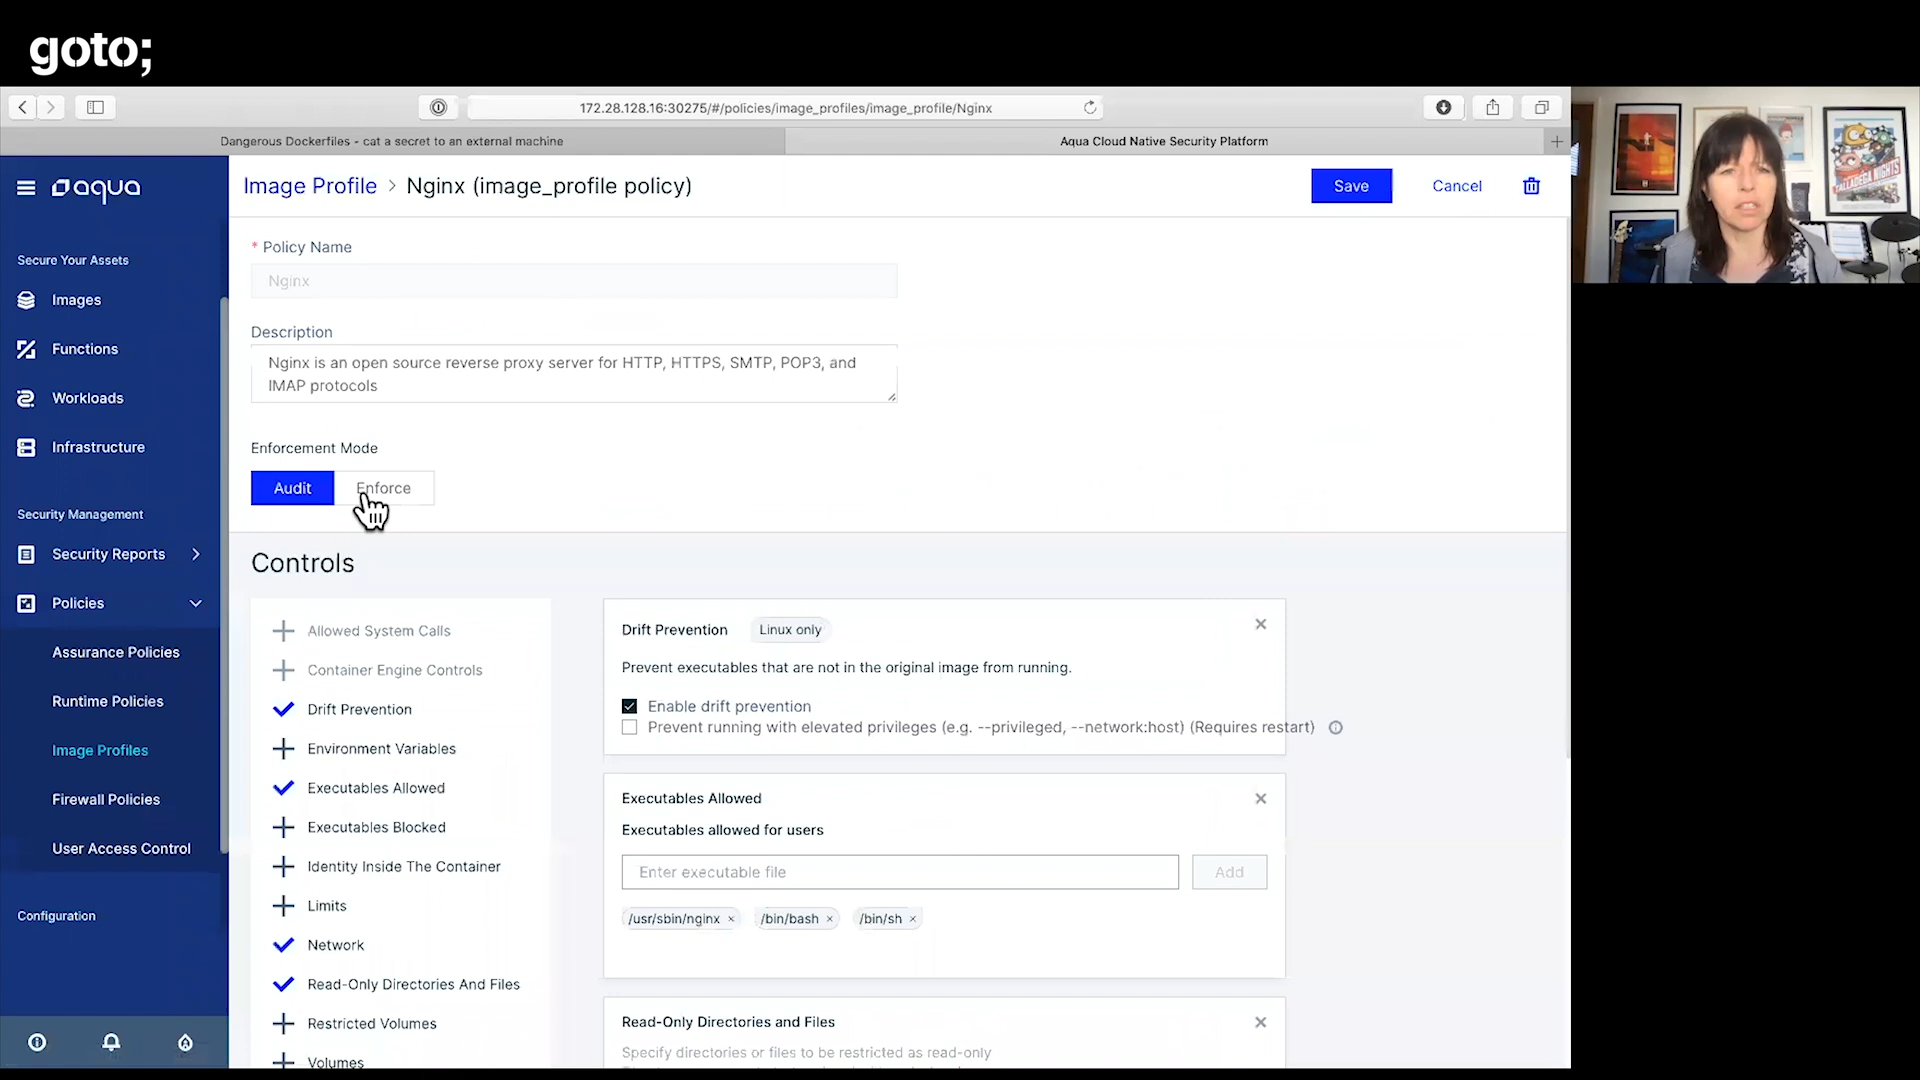 goto;
172.28.128.16:30275/#/policies/image_profiles/image_profile/Nginx
Dangerous Dockerfiles - cat a secret to an external machine
Aqua Cloud Native Security Platform
aqua
Image Profile > Nginx (image_profile policy)
Save
Cancel
Secure Your Assets
Images
Functions
Workloads
Infrastructure
Security Management
Security Reports
Policies
Assurance Policies
Runtime Policies
Image Profiles
Firewall Policies
User Access Control
Configuration
* Policy Name
Nginx
Description
Nginx is an open source reverse proxy server for HTTP, HTTPS, SMTP, POP3, and
IMAP protocols
Enforcement Mode
Audit
Enforce
Controls
Allowed System Calls
Container Engine Controls
Drift Prevention
Environment Variables
Executables Allowed
Executables Blocked
Identity Inside The Container
Limits
Network
Read-Only Directories And Files
Restricted Volumes
Volumes
Drift Prevention
Linux only
Prevent executables that are not in the original image from running.
Enable drift prevention
Prevent running with elevated privileges (e.g. --privileged, --network:host) (Requires restart)
Executables Allowed
Executables allowed for users
Enter executable file
Add
/usr/sbin/nginx ×
/bin/bash ×
/bin/sh ×
Read-Only Directories and Files
Specify directories or files to be restricted as read-only
TALLADEGA NIGHTS